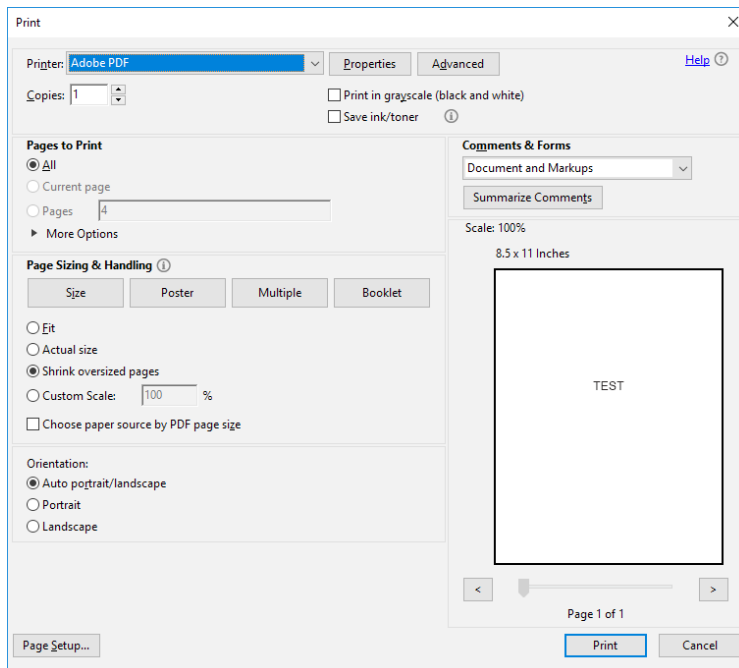 Print
Printer: Adobe PDF Properties Advanced Help
Copies: 1 Print in grayscale (black and white)
Save ink/toner
Pages to Print
All
Current page
Pages 4
More Options
Comments & Forms
Document and Markups
Summarize Comments
Page Sizing & Handling
Size Poster Multiple Booklet
Fit
Actual size
Shrink oversized pages
Custom Scale: 100 %
Choose paper source by PDF page size
Orientation:
Auto portrait/landscape
Portrait
Landscape
Scale: 100%
8.5 x 11 Inches
TEST
< >
Page 1 of 1
Page Setup... Print Cancel